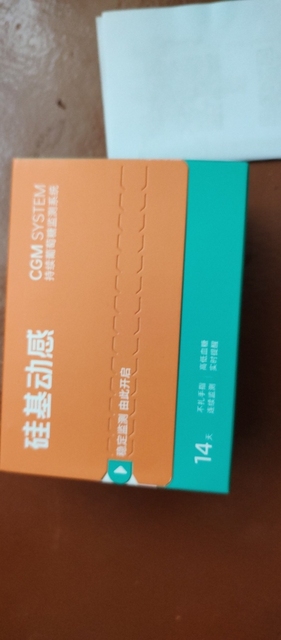 硅基动感
CGM SYSTEM
持续葡萄糖监测系统
稳定监测 由此开启
14天
不扎手指 高低血糖
连续监测 实时提醒